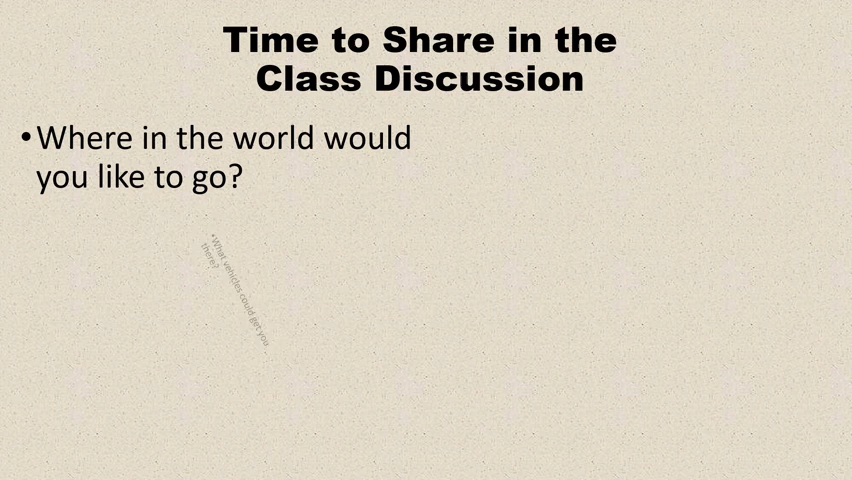 Time to Share in the
Class Discussion
•Where in the world would
you like to go?
•What vehicles could get you
there?